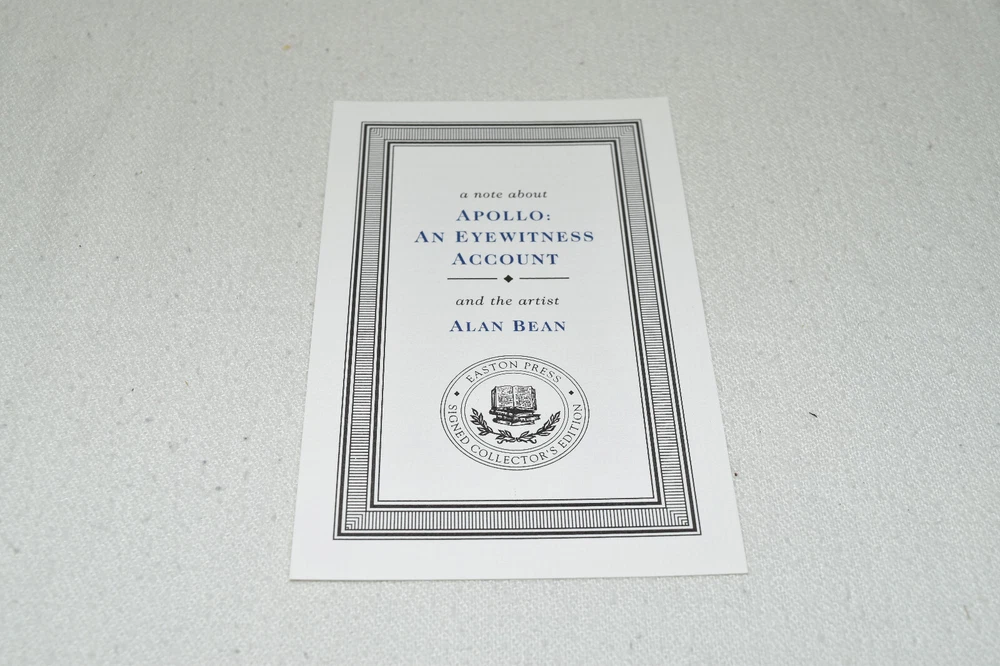 a note about
APOLLO:
AN EYEWITNESS
ACCOUNT
and the artist
ALAN BEAN
EASTON PRESS
SIGNED COLLECTOR'S EDITION